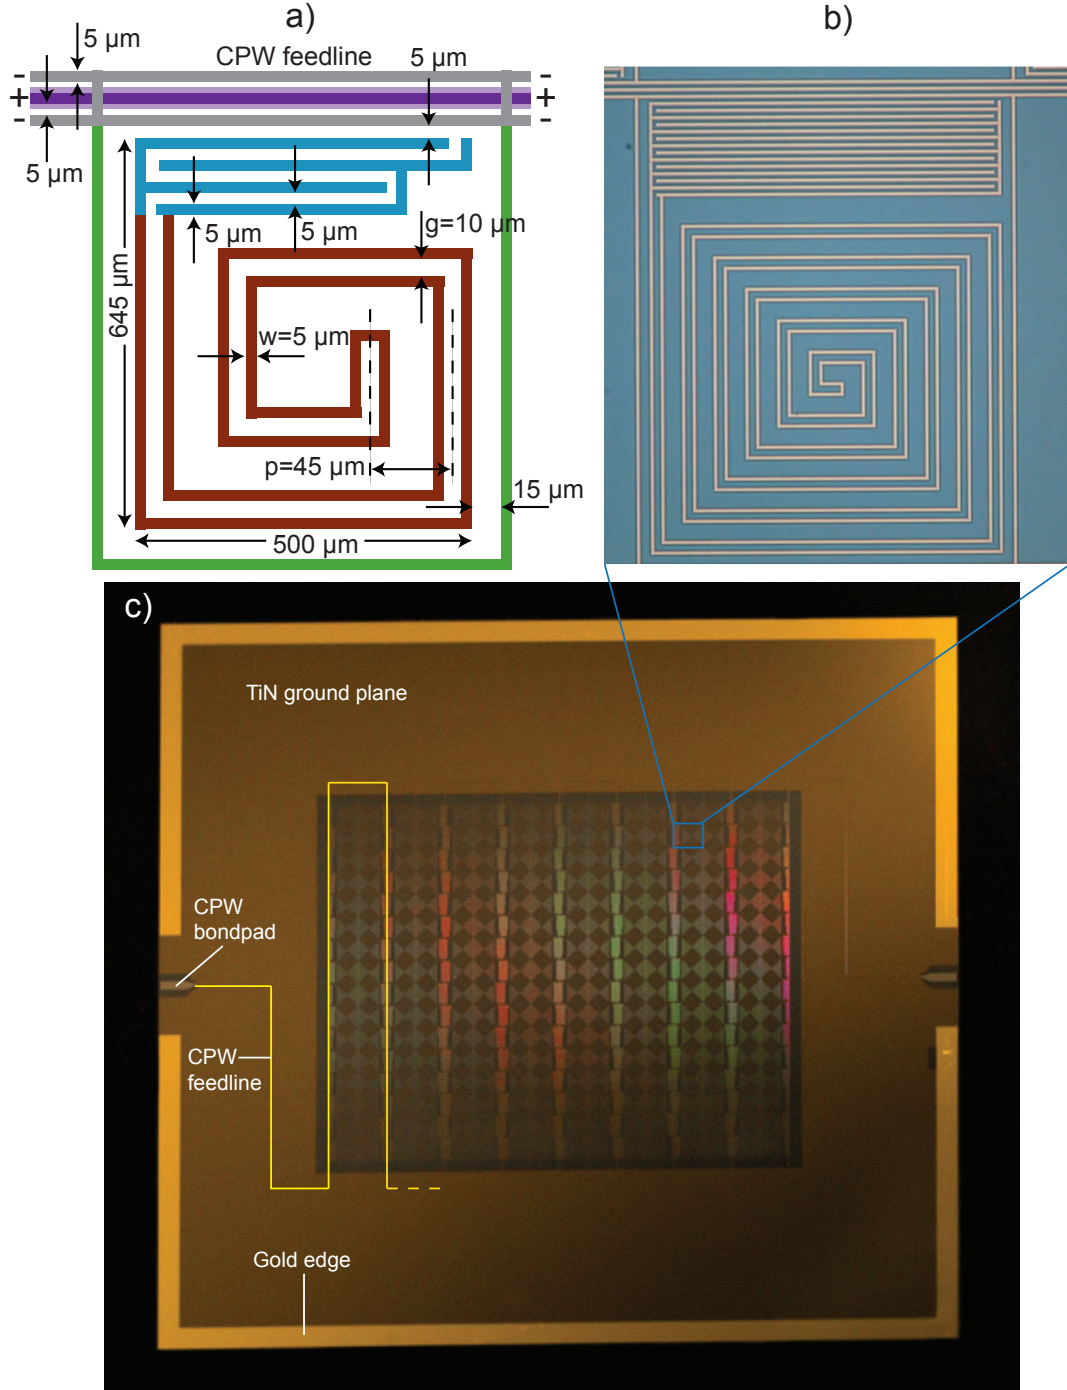 a)
b)
5 μm
CPW feedline
5 μm
-
-
+
+
-
-
5 μm
645 μm
5 μm
5 μm
g=10 μm
w=5 μm
p=45 μm
15 μm
500 μm
c)
TiN ground plane
CPW
bondpad
CPW
feedline
Gold edge